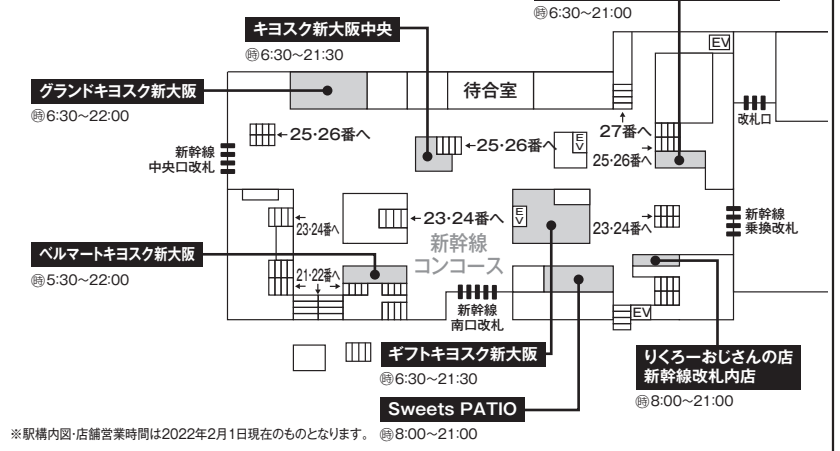 ㊕6:30~21:00
キヨスク新大阪中央
㊕6:30~21:30
EV
グランドキヨスク新大阪
㊕6:30~22:00
待合室
改札口
←25・26番へ
←25・26番へ
EV
27番へ
25・26番へ
新幹線
中央口改札
←23・24番へ
EV
23・24番へ
23・24番へ
新幹線
乗換改札
新幹線
コンコース
ベルマートキヨスク新大阪
㊕5:30~22:00
21・22番へ
新幹線
南口改札
EV
ギフトキヨスク新大阪
㊕6:30~21:30
りくろーおじさんの店
新幹線改札内店
㊕8:00~21:00
Sweets PATIO
㊕8:00~21:00
※駅構内図・店舗営業時間は2022年2月1日現在のものとなります。